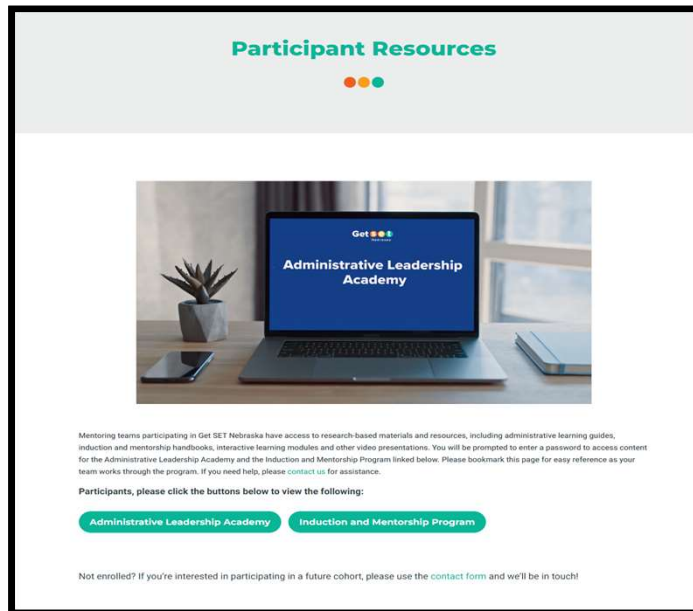 Participant Resources
Get SET
NEBRASKA
Administrative Leadership
Academy
Mentoring teams participating in Get SET Nebraska have access to research-based materials and resources, including administrative learning guides,
induction and mentorship handbooks, interactive learning modules and other video presentations. You will be prompted to enter a password to access content
for the Administrative Leadership Academy and the Induction and Mentorship Program linked below. Please bookmark this page for easy reference as your
team works through the program. If you need help, please contact us for assistance.
Participants, please click the buttons below to view the following:
Administrative Leadership Academy Induction and Mentorship Program
Not enrolled? If you're interested in participating in a future cohort, please use the contact form and we'll be in touch!